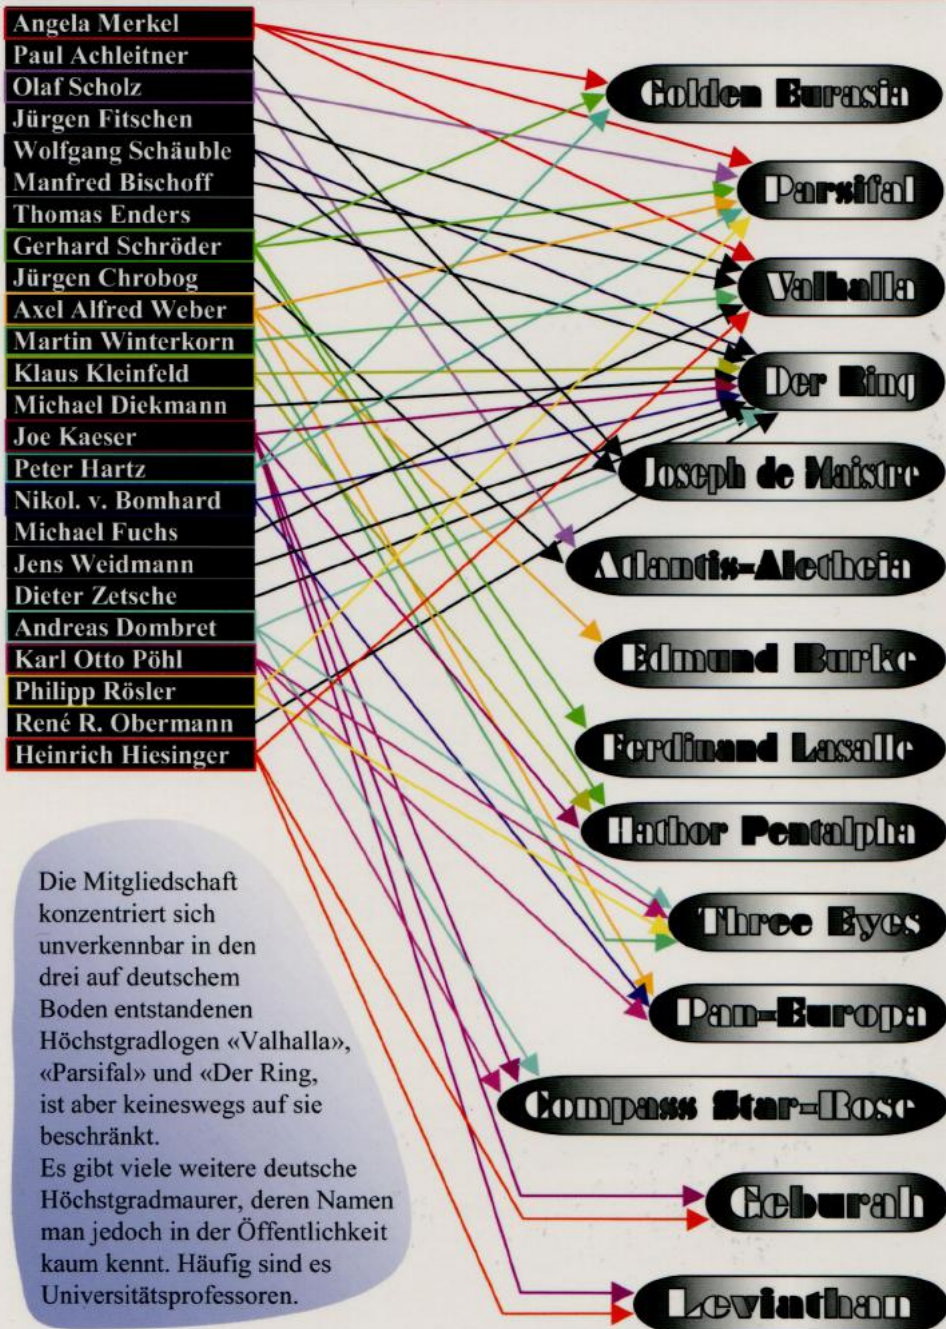 Angela Merkel
Paul Achleitner
Olaf Scholz
Jürgen Fitschen
Wolfgang Schäuble
Manfred Bischoff
Thomas Enders
Gerhard Schröder
Jürgen Chrobog
Axel Alfred Weber
Martin Winterkorn
Klaus Kleinfeld
Michael Diekmann
Joe Kaeser
Peter Hartz
Nikol. v. Bomhard
Michael Fuchs
Jens Weidmann
Dieter Zetsche
Andreas Dombret
Karl Otto Pöhl
Philipp Rösler
René R. Obermann
Heinrich Hiesinger
Golden Eurasia
Parsifal
Valhalla
Der Ring
Joseph de Maistre
Atlantis-Aletheia
Edmund Burke
Ferdinand Lasalle
Hathor Pentalpha
Three Eyes
Pan-Europa
Compass Star-Rose
Geburah
Leviathan
Die Mitgliedschaft
konzentriert sich
unverkennbar in den
drei auf deutschem
Boden entstandenen
Höchstgradlogen «Valhalla»,
«Parsifal» und «Der Ring,
ist aber keineswegs auf sie
beschränkt.
Es gibt viele weitere deutsche
Höchstgradmaurer, deren Namen
man jedoch in der Öffentlichkeit
kaum kennt. Häufig sind es
Universitätsprofessoren.